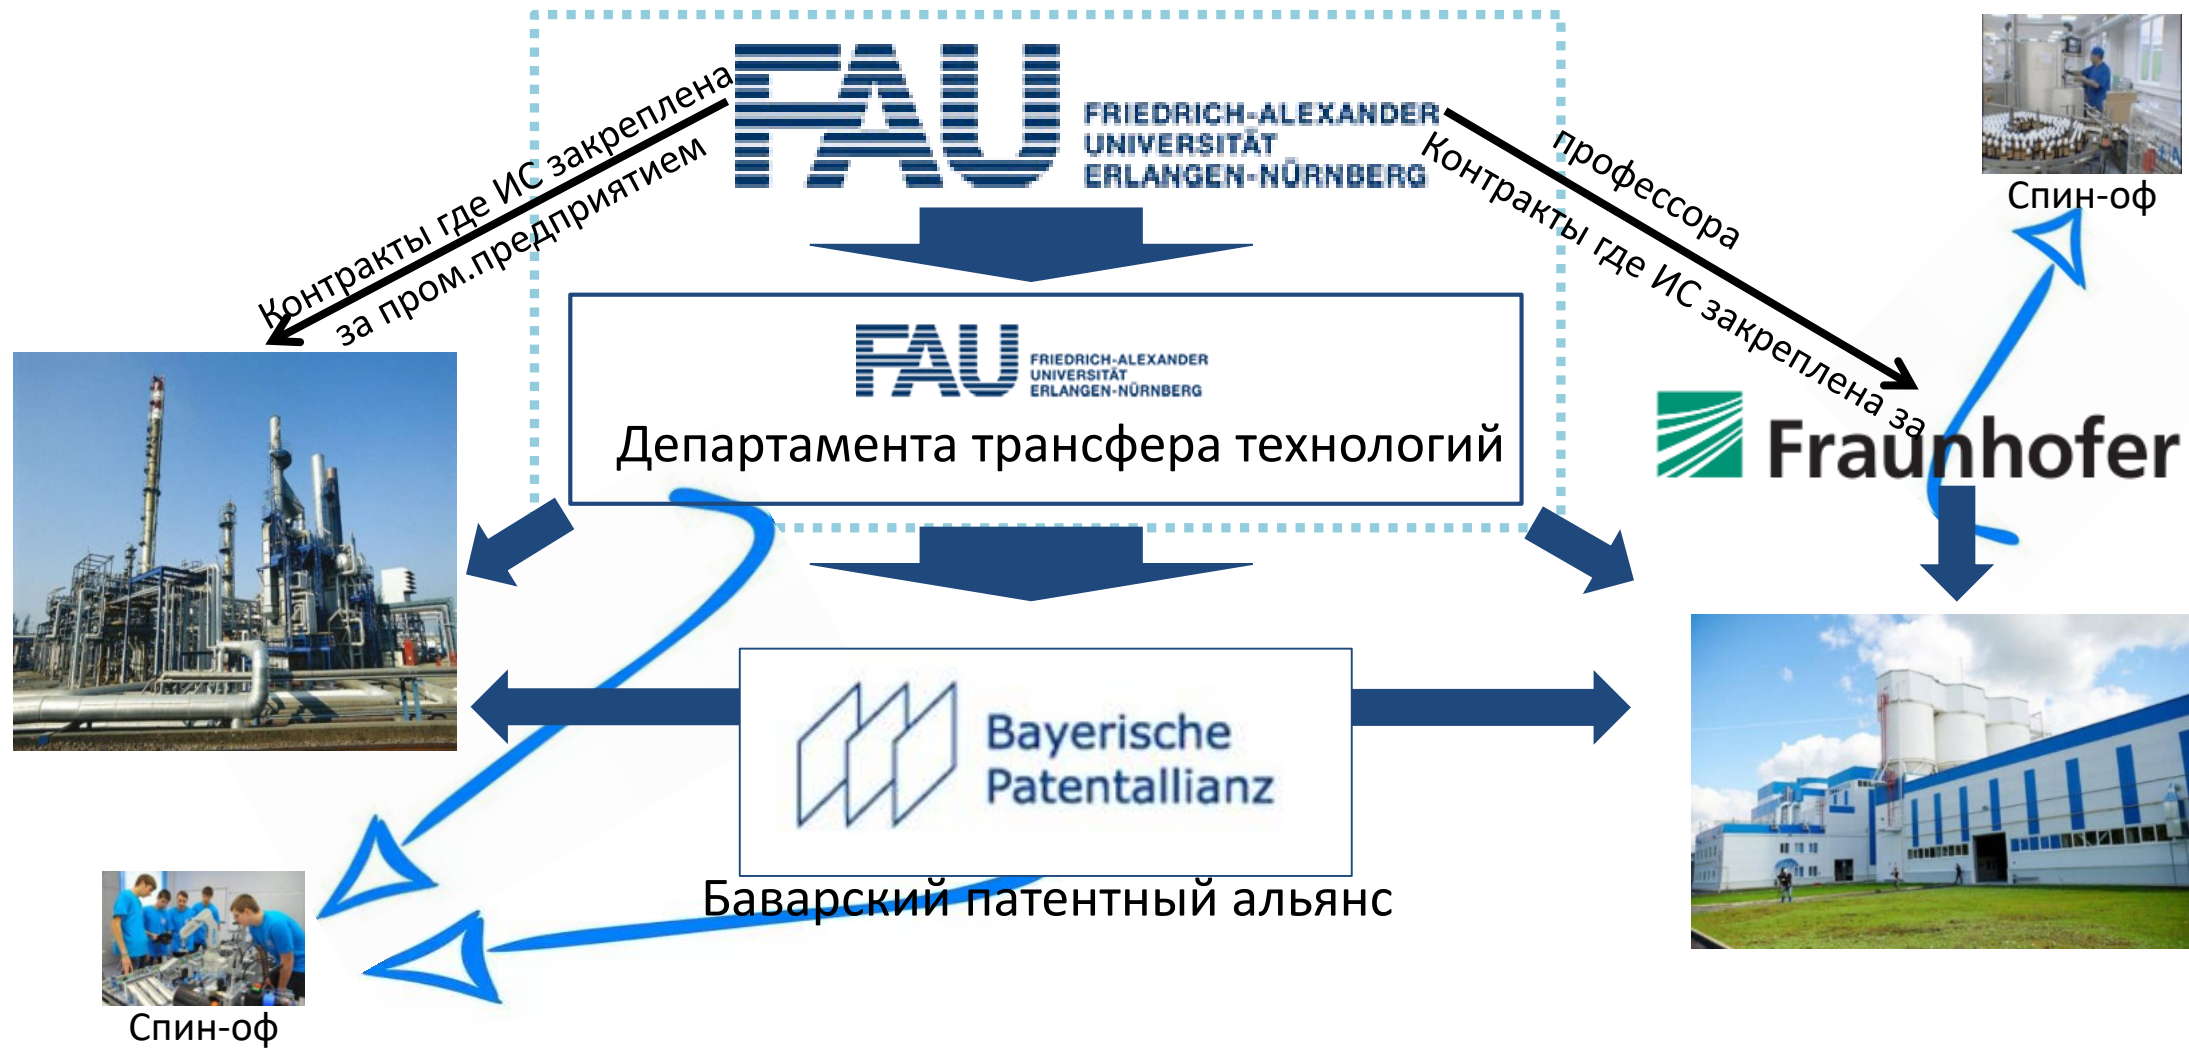 FAU
FRIEDRICH-ALEXANDER
UNIVERSITÄT
ERLANGEN-NÜRNBERG
Контракты где ИС закреплена
за пром.предприятием
профессора
Контракты где ИС закреплена за
Спин-оф
FAU
FRIEDRICH-ALEXANDER
UNIVERSITÄT
ERLANGEN-NÜRNBERG
Департамента трансфера технологий
Fraunhofer
Bayerische
Patentallianz
Баварский патентный альянс
Спин-оф